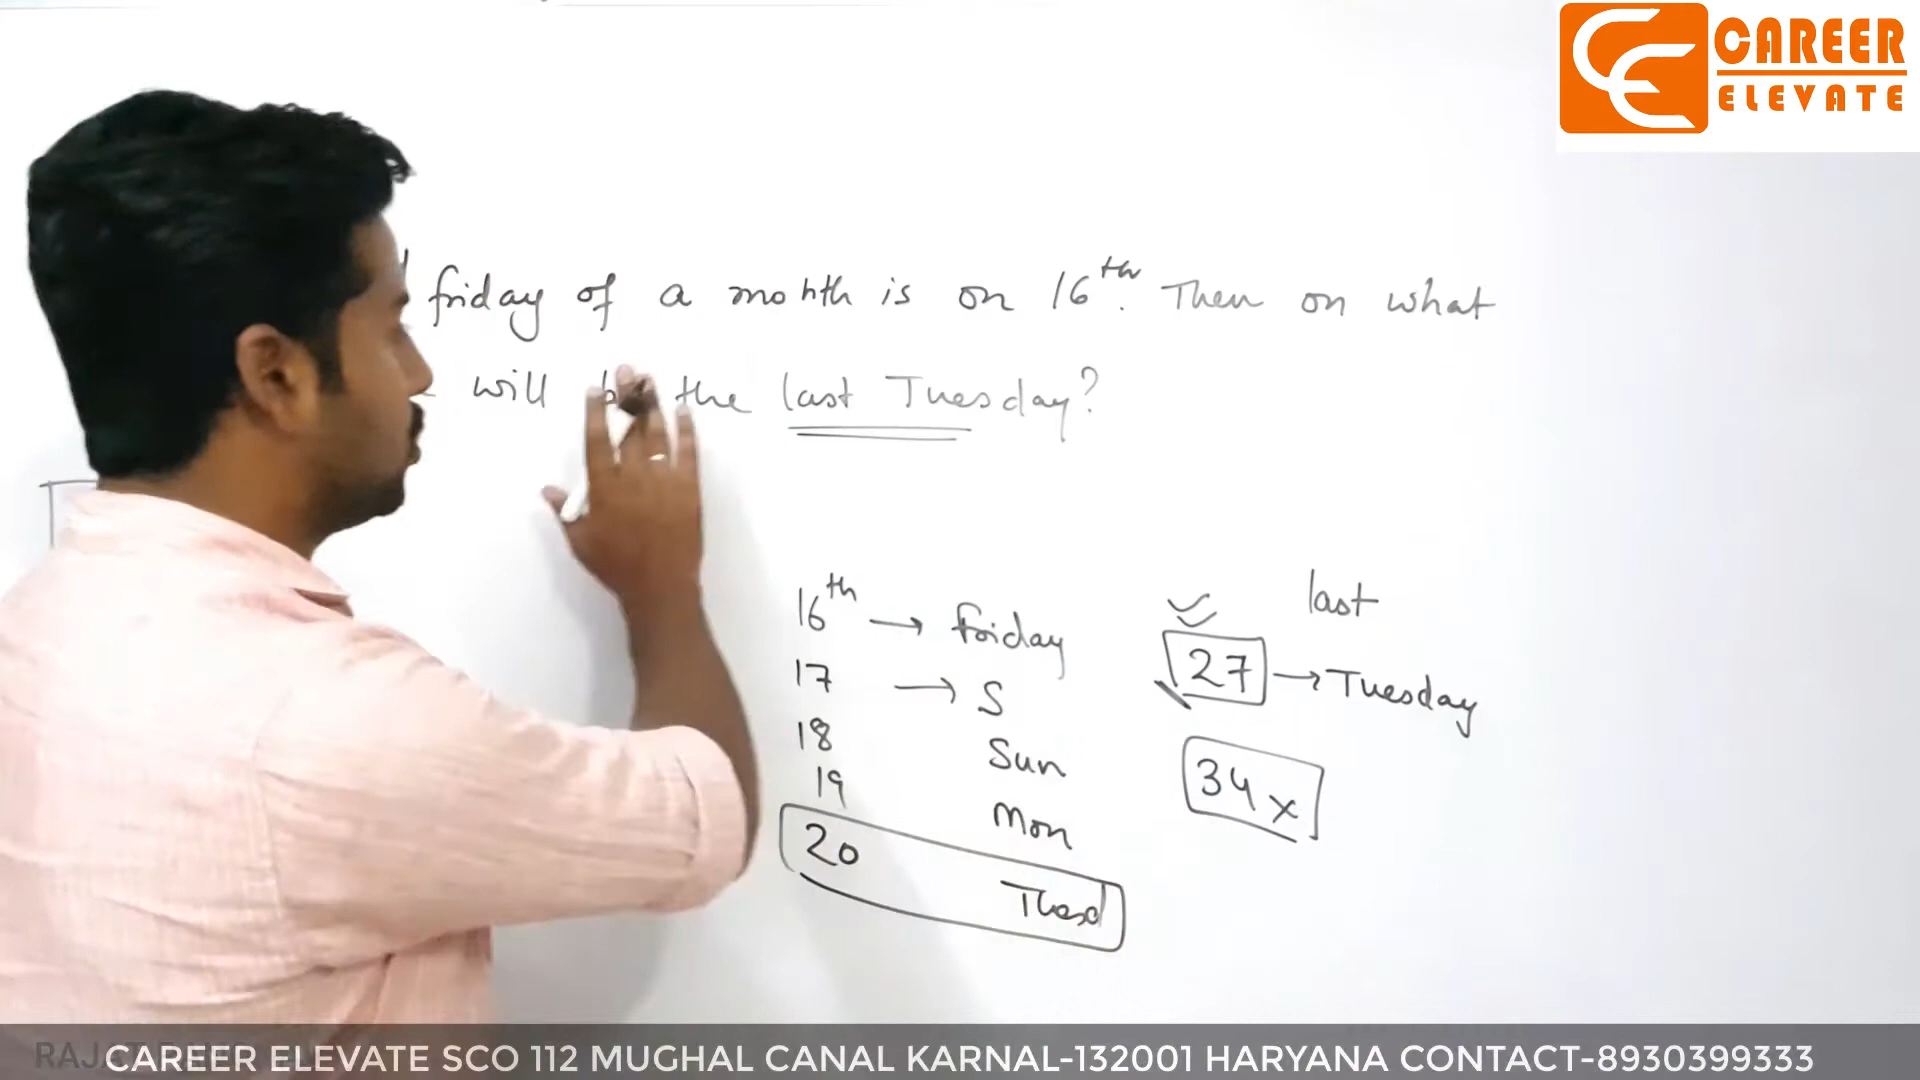 CAREER
ELEVATE
friday of a month is on 16th. Then on what
will be the last Tuesday?
16th → friday
17 → S
18 Sun
19 Mon
20 Tuesd
last
27 → Tuesday
34 x
CAREER ELEVATE SCO 112 MUGHAL CANAL KARNAL-132001 HARYANA CONTACT-8930399333